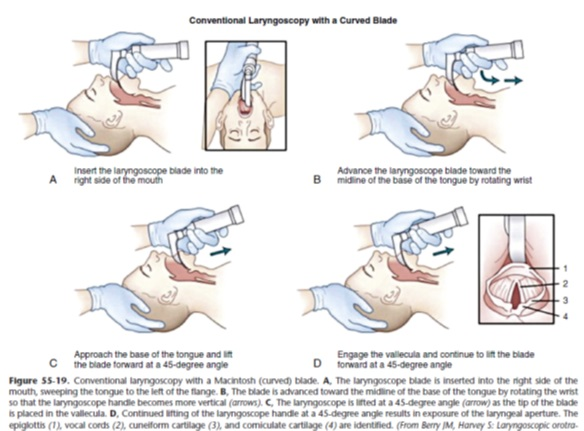 Conventional Laryngoscopy with a Curved Blade
A
Insert the laryngoscope blade into the
right side of the mouth
B
Advance the laryngoscope blade toward the
midline of the base of the tongue by rotating wrist
1
2
3
4
C
Approach the base of the tongue and lift
the blade forward at a 45-degree angle
D
Engage the vallecula and continue to lift the blade
forward at a 45-degree angle
Figure 55-19. Conventional laryngoscopy with a Macintosh (curved) blade. A, The laryngoscope blade is inserted into the right side of the
mouth, sweeping the tongue to the left of the flange. B, The blade is advanced toward the midline of the base of the tongue by rotating the wrist
so that the laryngoscope handle becomes more vertical (arrows). C, The laryngoscope is lifted at a 45-degree angle (arrow) as the tip of the blade
is placed in the vallecula. D, Continued lifting of the laryngoscope handle at a 45-degree angle results in exposure of the laryngeal aperture. The
epiglottis (1), vocal cords (2), cuneiform cartilage (3), and corniculate cartilage (4) are identified. (From Berry JM, Harvey S: Laryngoscopic orotra-